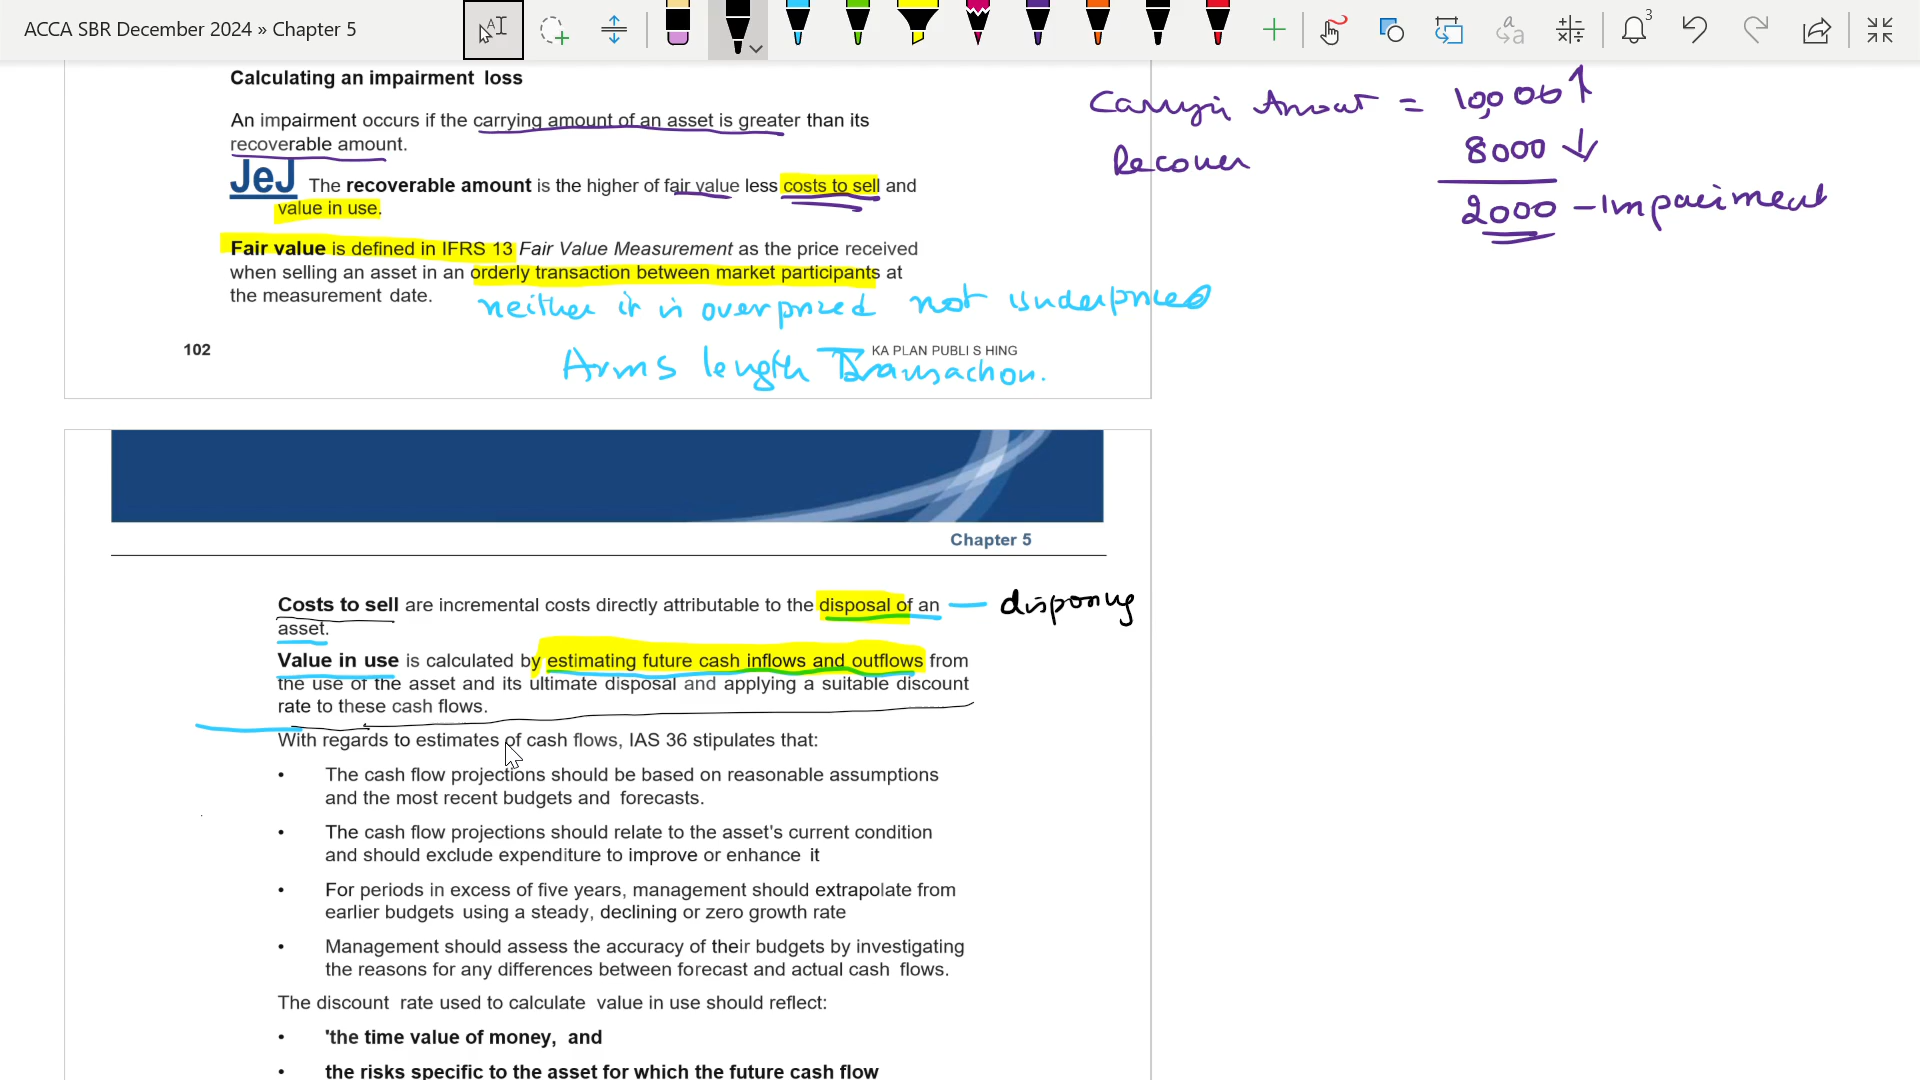 ACCA SBR December 2024 » Chapter 5
3
Calculating an impairment loss
An impairment occurs if the carrying amount of an asset is greater than its
recoverable amount.
JeJ The recoverable amount is the higher of fair value less costs to sell and
value in use.
Fair value is defined in IFRS 13 Fair Value Measurement as the price received
when selling an asset in an orderly transaction between market participants at
the measurement date.
neither it is overprized not underprized
102
KA PLAN PUBLI S HING
Arms length Transaction.
Carryin Amout = 10,000 ↑
Recover 8000 ↓
2000 - Impairment
Chapter 5
Costs to sell are incremental costs directly attributable to the disposal of an — disposing
asset.
Value in use is calculated by estimating future cash inflows and outflows from
the use of the asset and its ultimate disposal and applying a suitable discount
rate to these cash flows.
With regards to estimates of cash flows, IAS 36 stipulates that:
• The cash flow projections should be based on reasonable assumptions
and the most recent budgets and forecasts.
• The cash flow projections should relate to the asset's current condition
and should exclude expenditure to improve or enhance it
• For periods in excess of five years, management should extrapolate from
earlier budgets using a steady, declining or zero growth rate
• Management should assess the accuracy of their budgets by investigating
the reasons for any differences between forecast and actual cash flows.
The discount rate used to calculate value in use should reflect:
• 'the time value of money, and
• the risks specific to the asset for which the future cash flow